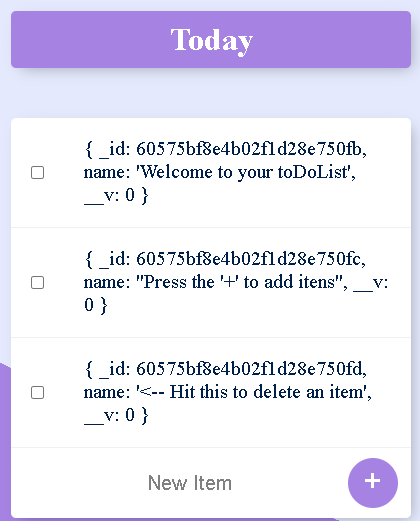 Today
{ _id: 60575bf8e4b02f1d28e750fb,
name: 'Welcome to your toDoList',
__v: 0 }
{ _id: 60575bf8e4b02f1d28e750fc,
name: "Press the '+' to add itens", __v:
0 }
{ _id: 60575bf8e4b02f1d28e750fd,
name: '<-- Hit this to delete an item',
__v: 0 }
New Item
+